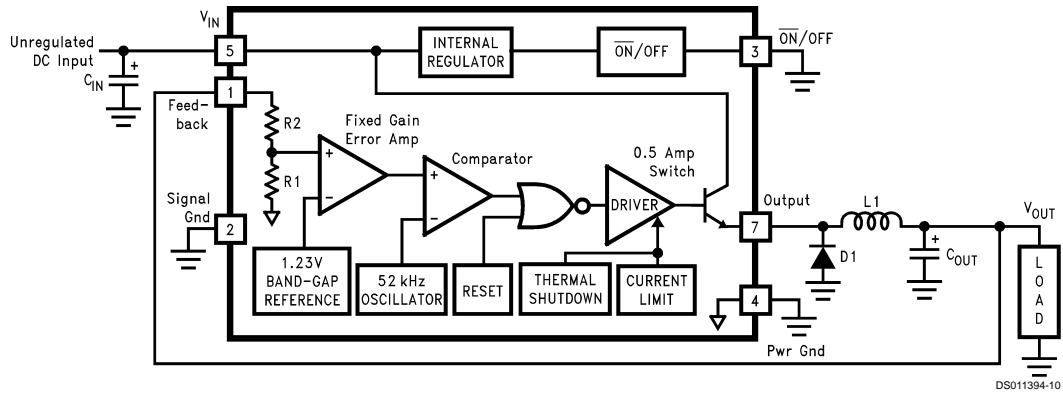 VIN
Unregulated
DC Input
+
CIN
5
INTERNAL
REGULATOR
ON/OFF
3
ON/OFF
1
Feed-
back
R2
R1
Fixed Gain
Error Amp
+
−
Comparator
+
−
0.5 Amp
Switch
DRIVER
Signal
Gnd
2
1.23V
BAND-GAP
REFERENCE
52 kHz
OSCILLATOR
RESET
THERMAL
SHUTDOWN
CURRENT
LIMIT
Output
7
L1
D1
+
COUT
VOUT
LOAD
4
Pwr Gnd
DS011394-10